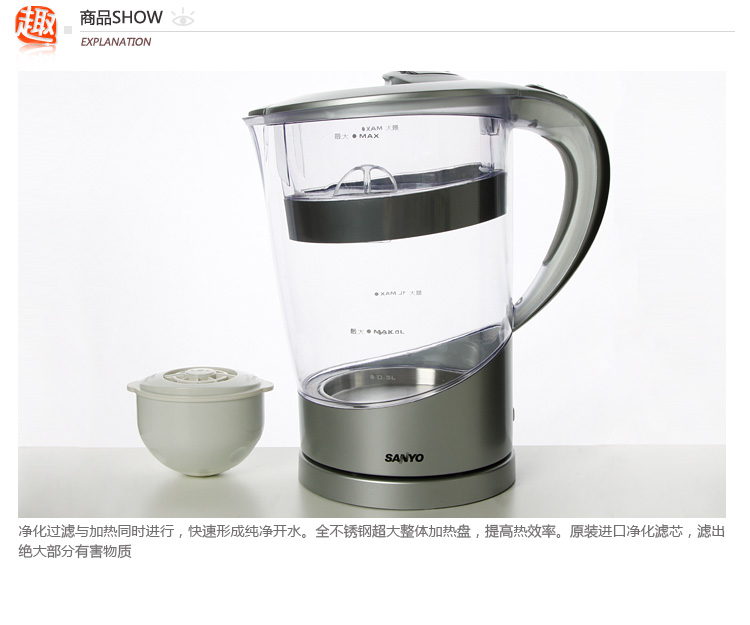 趣
商品SHOW
EXPLANATION
最大 MAX
SANYO
净化过滤与加热同时进行，快速形成纯净开水。全不锈钢超大整体加热盘，提高热效率。原装进口净化滤芯，滤出
绝大部分有害物质